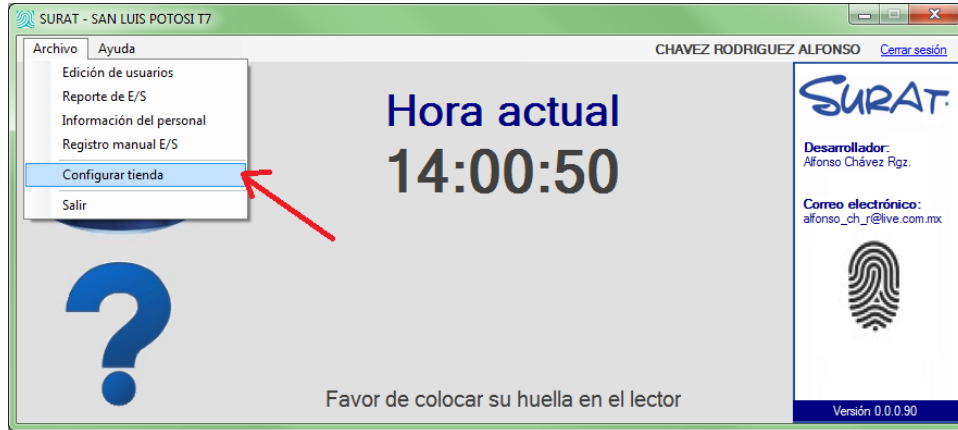 SURAT - SAN LUIS POTOSI T7
Archivo Ayuda CHAVEZ RODRIGUEZ ALFONSO Cerrar sesión
Edición de usuarios
Reporte de E/S
Información del personal
Registro manual E/S
Configurar tienda
Salir
Hora actual
14:00:50
Favor de colocar su huella en el lector
SURAT.
Desarrollador:
Alfonso Chávez Rgz.
Correo electrónico:
alfonso_ch_r@live.com.mx
Versión 0.0.0.90